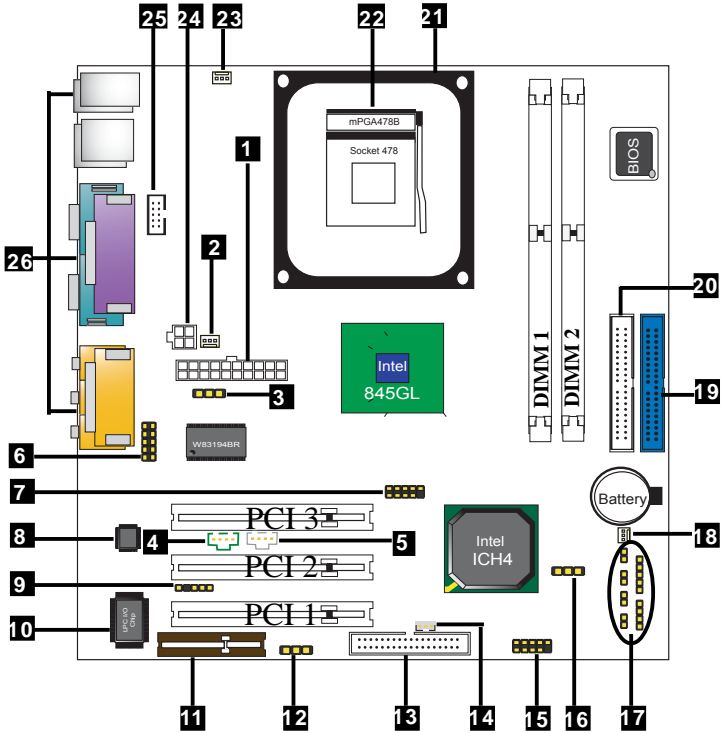 25 24 23 22 21
mPGA478B
Socket 478
BIOS
1
2
26
20
DIMM 1
DIMM 2
Intel
845GL
19
3
W83194BR
6
7
Battery
PCI 3
8
4
5
18
Intel
ICH4
PCI 2
9
10
LPC I/O
Chip
PCI 1
11 12 13 14 15 16 17